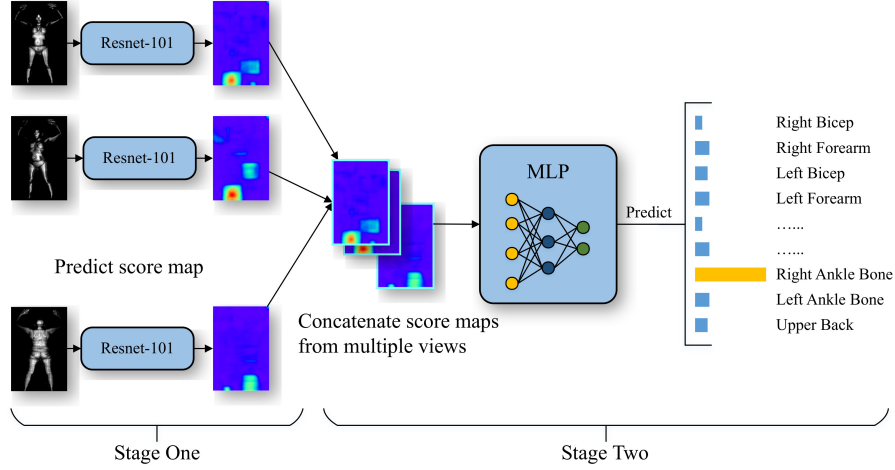 Resnet-101
Resnet-101
Predict score map
Resnet-101
Concatenate score maps
from multiple views
MLP
Predict
Right Bicep
Right Forearm
Left Bicep
Left Forearm
…...
…...
Right Ankle Bone
Left Ankle Bone
Upper Back
Stage One
Stage Two